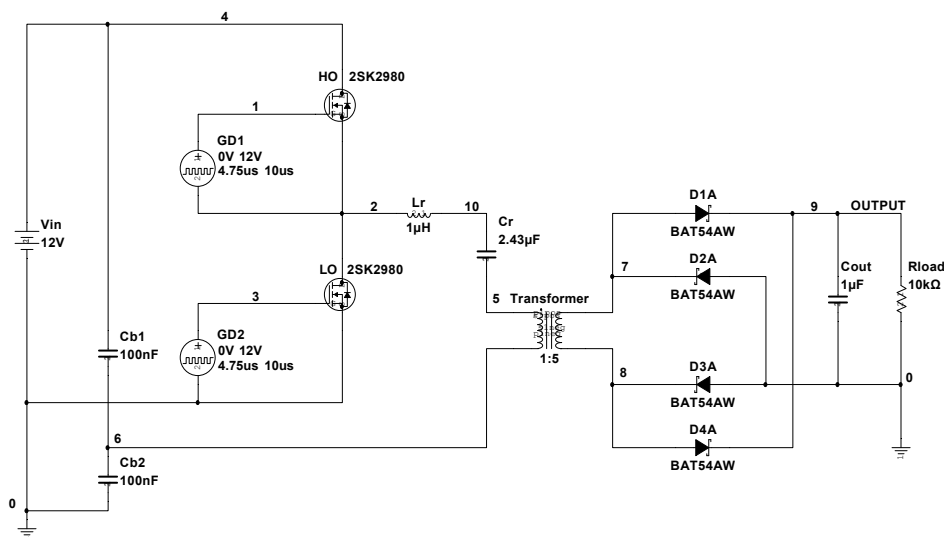 4
HO 2SK2980
1
GD1
0V 12V
4.75us 10us
Vin
12V
2
Lr
1µH
10
Cr
2.43µF
D1A
BAT54AW
9
OUTPUT
7
D2A
BAT54AW
Cout
1µF
Rload
10kΩ
LO 2SK2980
3
GD2
0V 12V
4.75us 10us
5
Transformer
1:5
Cb1
100nF
8
D3A
BAT54AW
0
D4A
BAT54AW
6
Cb2
100nF
0